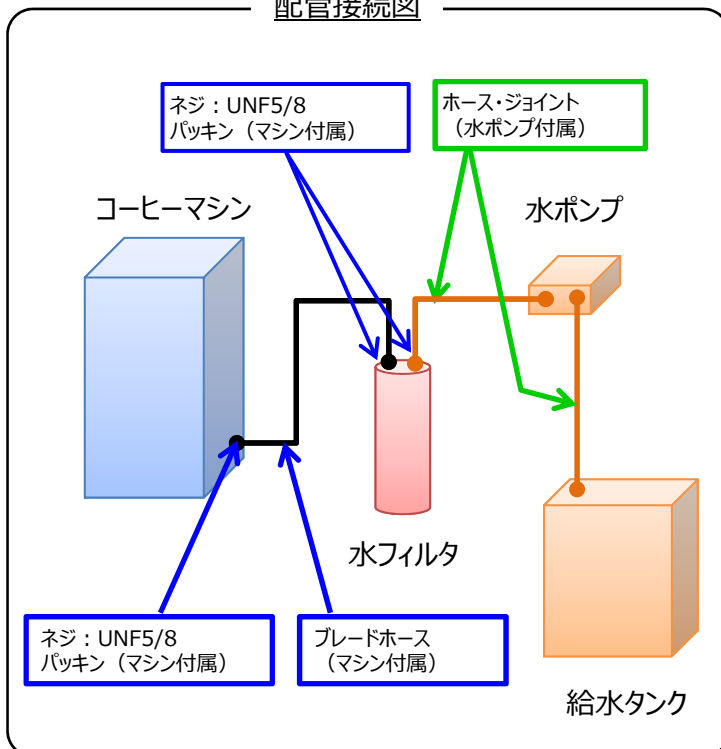 配管接続図
ネジ：UNF5/8
パッキン（マシン付属）
ホース・ジョイント
（水ポンプ付属）
コーヒーマシン
水ポンプ
水フィルタ
ネジ：UNF5/8
パッキン（マシン付属）
ブレードホース
（マシン付属）
給水タンク